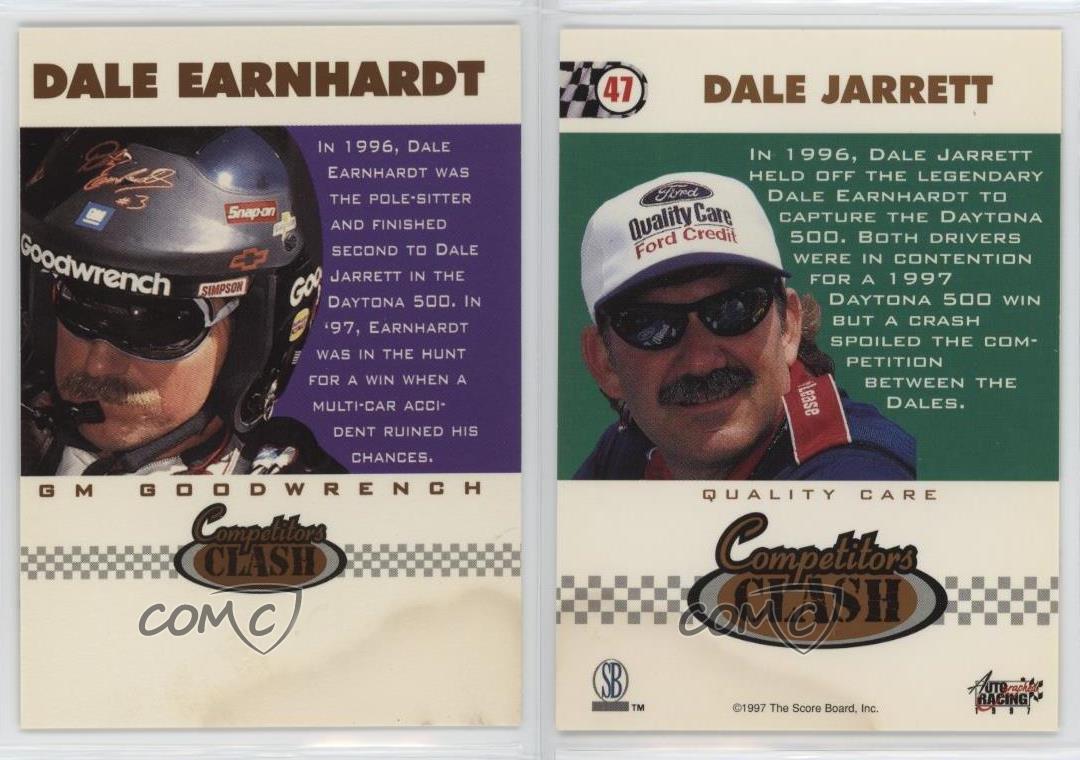 DALE EARNHARDT
IN 1996, DALE
EARNHARDT WAS
THE POLE-SITTER
AND FINISHED
SECOND TO DALE
JARRETT IN THE
DAYTONA 500. IN
'97, EARNHARDT
WAS IN THE HUNT
FOR A WIN WHEN A
MULTI-CAR ACCI-
DENT RUINED HIS
CHANCES.
#3
GM
Snap-on
Goodwrench
SIMPSON
Goo
GM GOODWRENCH
Competitors
CLASH
COMC
47
DALE JARRETT
IN 1996, DALE JARRETT
HELD OFF THE LEGENDARY
DALE EARNHARDT TO
CAPTURE THE DAYTONA
500. BOTH DRIVERS
WERE IN CONTENTION
FOR A 1997
DAYTONA 500 WIN
BUT A CRASH
SPOILED THE COM-
PETITION
BETWEEN THE
DALES.
Ford
Quality Care
Ford Credit
Lease
QUALITY CARE
Competitors
CLASH
COMC
SB
TM
©1997 The Score Board, Inc.
AUTOgraphed
RACING
1997